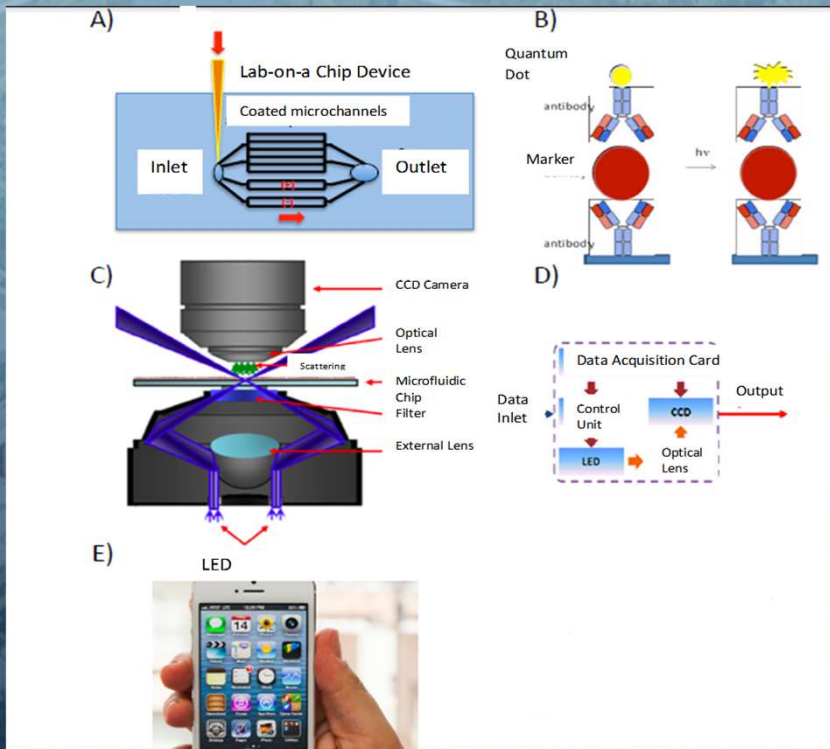 A)
Lab-on-a Chip Device
Coated microchannels
Inlet
Outlet
B)
Quantum
Dot
antibody
Marker
hν
antibody
C)
CCD Camera
Optical
Lens
Scattering
Microfluidic
Chip
Filter
External Lens
LED
D)
Data Acquisition Card
Data
Inlet
Control
Unit
CCD
Output
LED
Optical
Lens
E)
14